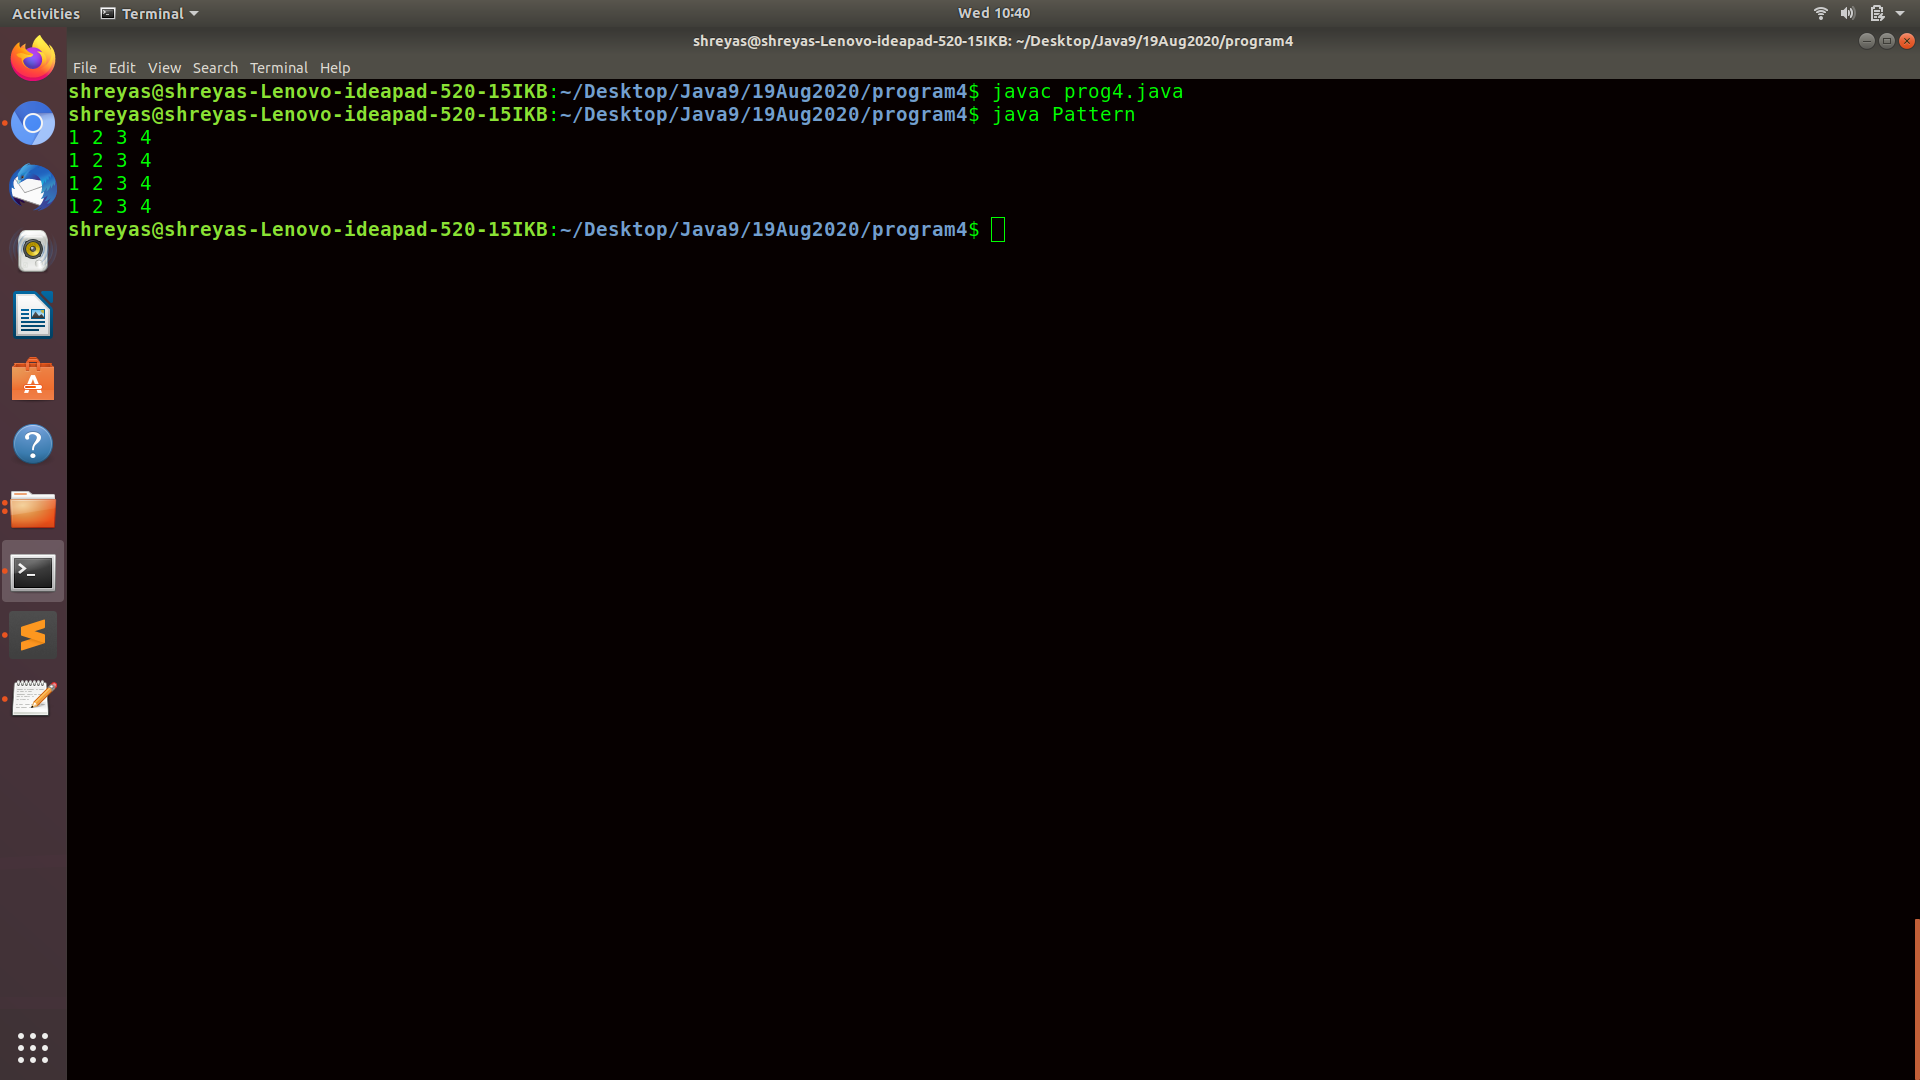 Activities Terminal Wed 10:40
shreyas@shreyas-Lenovo-ideapad-520-15IKB: ~/Desktop/Java9/19Aug2020/program4
File Edit View Search Terminal Help
shreyas@shreyas-Lenovo-ideapad-520-15IKB:~/Desktop/Java9/19Aug2020/program4$ javac prog4.java
shreyas@shreyas-Lenovo-ideapad-520-15IKB:~/Desktop/Java9/19Aug2020/program4$ java Pattern
1 2 3 4
1 2 3 4
1 2 3 4
1 2 3 4
shreyas@shreyas-Lenovo-ideapad-520-15IKB:~/Desktop/Java9/19Aug2020/program4$